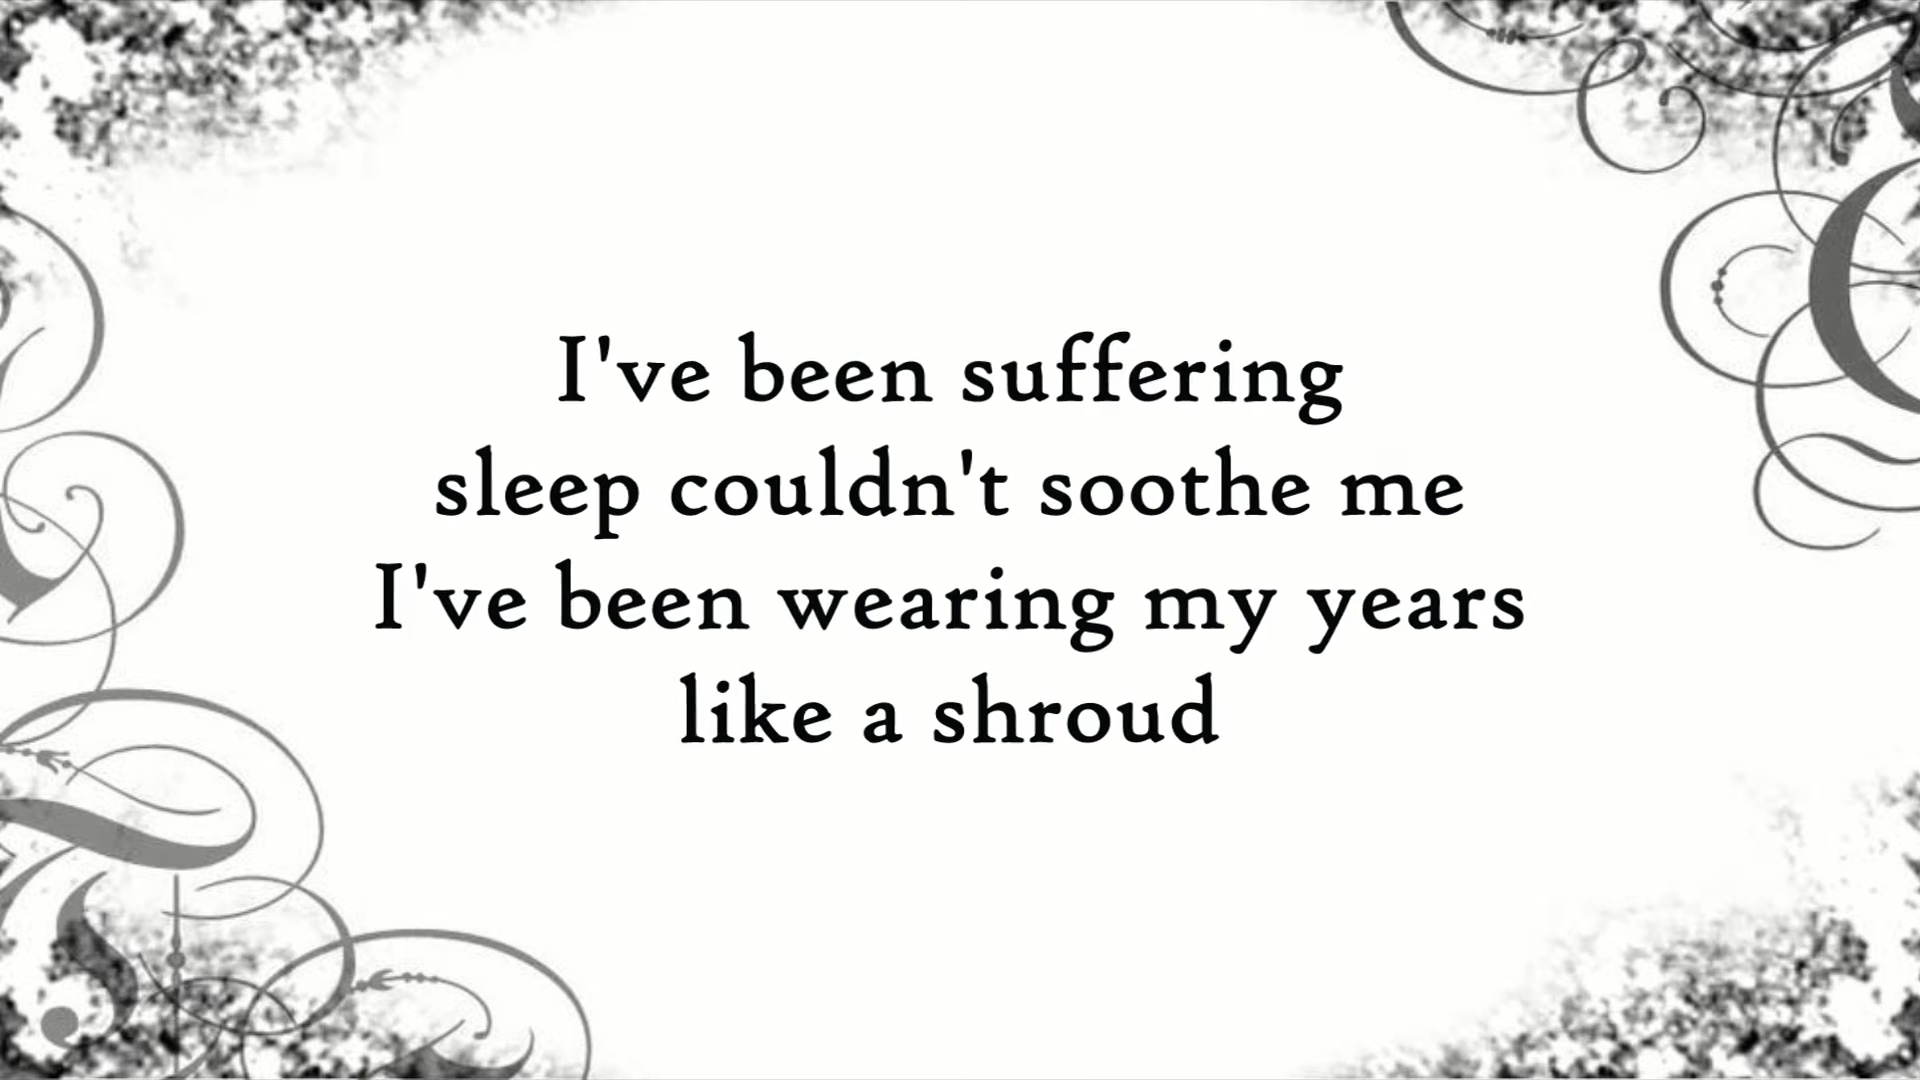 I've been suffering
sleep couldn't soothe me
I've been wearing my years
like a shroud